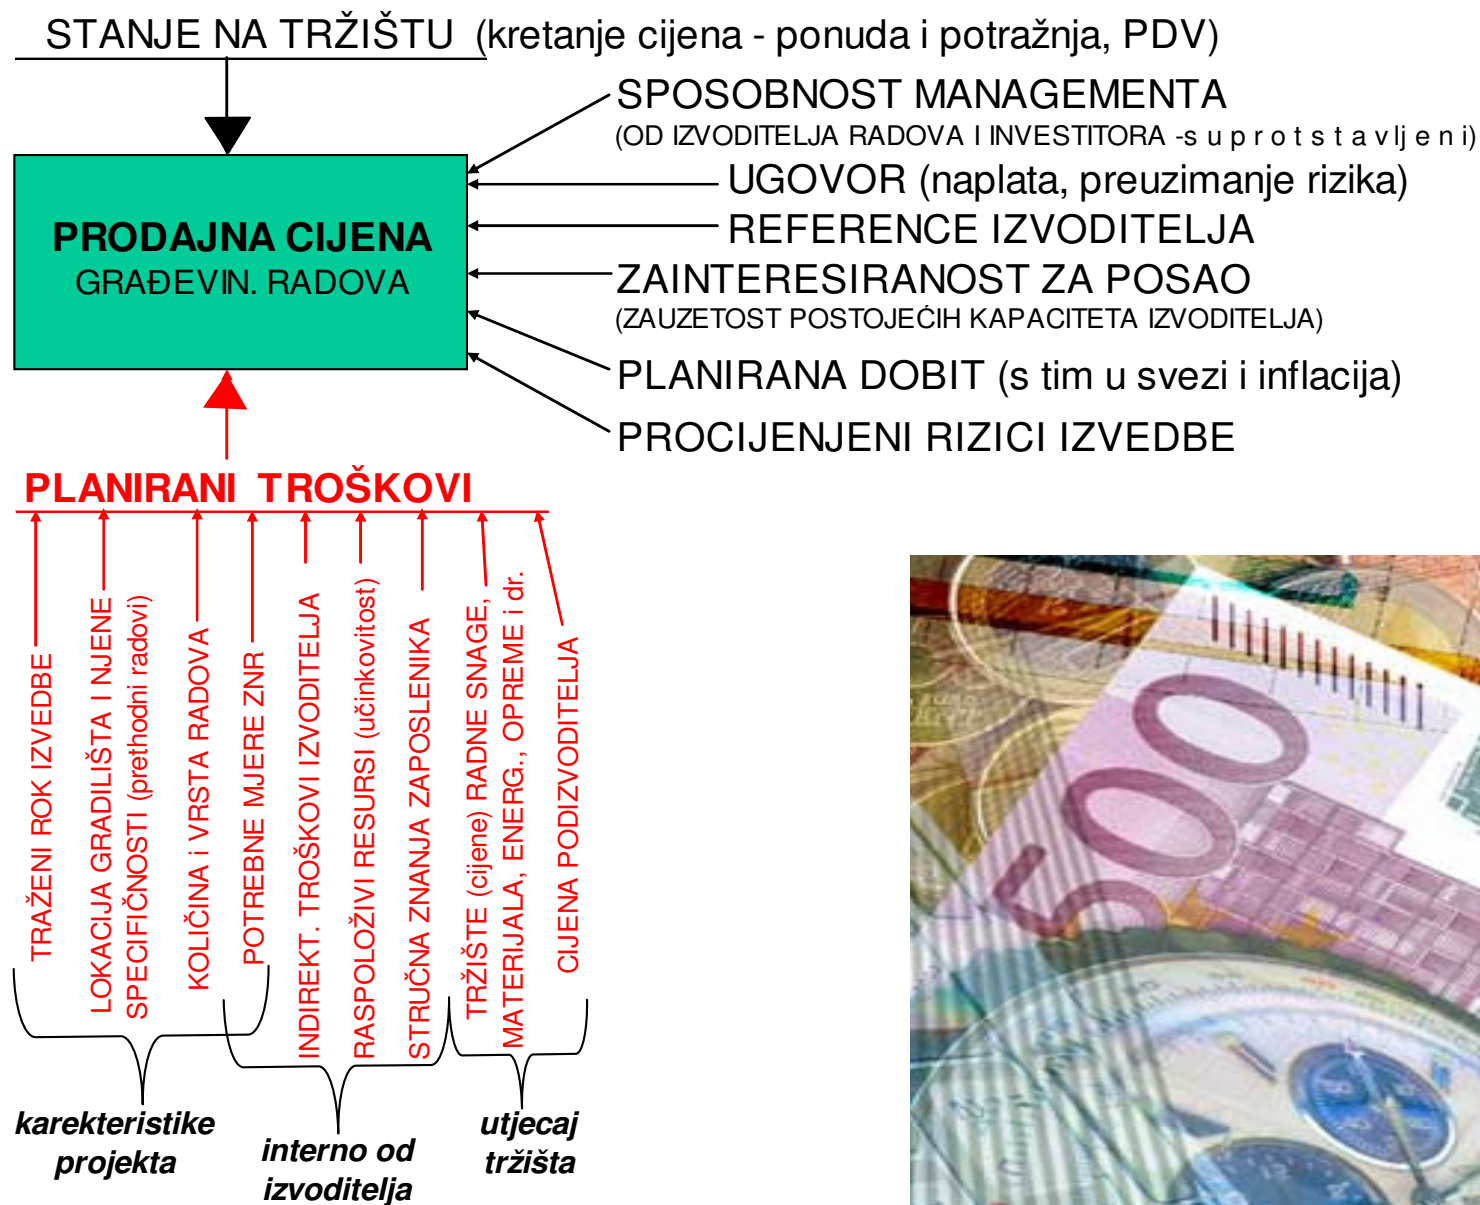 STANJE NA TRŽIŠTU (kretanje cijena - ponuda i potražnja, PDV)
SPOSOBNOST MANAGEMENTA
(OD IZVODITELJA RADOVA I INVESTITORA -s u p r o t s t a v lj e n i)
UGOVOR (naplata, preuzimanje rizika)
REFERENCE IZVODITELJA
ZAINTERESIRANOST ZA POSAO
(ZAUZETOST POSTOJEĆIH KAPACITETA IZVODITELJA)
PLANIRANA DOBIT (s tim u svezi i inflacija)
PROCIJENJENI RIZICI IZVEDBE
PRODAJNA CIJENA
GRAĐEVIN. RADOVA
PLANIRANI TROŠKOVI
TRAŽENI ROK IZVEDBE
LOKACIJA GRADILIŠTA I NJENE
SPECIFIČNOSTI (prethodni radovi)
KOLIČINA i VRSTA RADOVA
POTREBNE MJERE ZNR
INDIREKT. TROŠKOVI IZVODITELJA
RASPOLOŽIVI RESURSI (učinkovitost)
STRUČNA ZNANJA ZAPOSLENIKA
TRŽIŠTE (cijene) RADNE SNAGE,
MATERIJALA, ENERG., OPREME i dr.
CIJENA PODIZVODITELJA
karekteristike
projekta
interno od
izvoditelja
utjecaj
tržišta
500